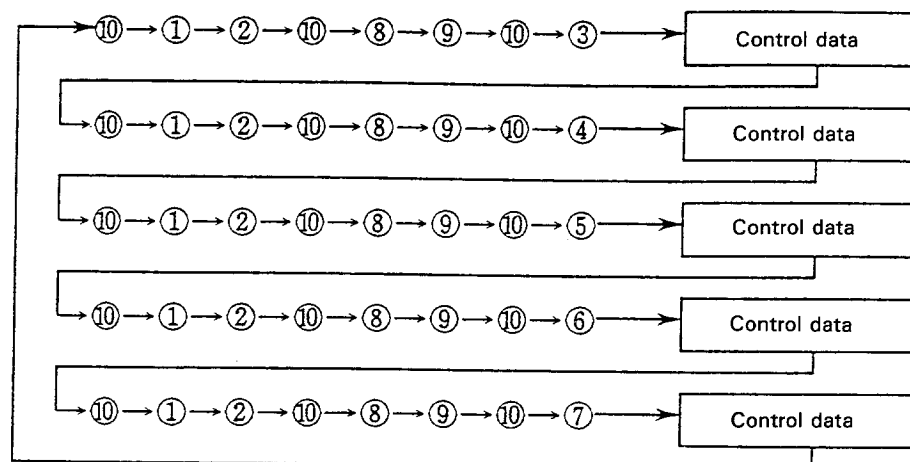 ⑩ → ① → ② → ⑩ → ⑧ → ⑨ → ⑩ → ③ → Control data
⑩ → ① → ② → ⑩ → ⑧ → ⑨ → ⑩ → ④ → Control data
⑩ → ① → ② → ⑩ → ⑧ → ⑨ → ⑩ → ⑤ → Control data
⑩ → ① → ② → ⑩ → ⑧ → ⑨ → ⑩ → ⑥ → Control data
⑩ → ① → ② → ⑩ → ⑧ → ⑨ → ⑩ → ⑦ → Control data